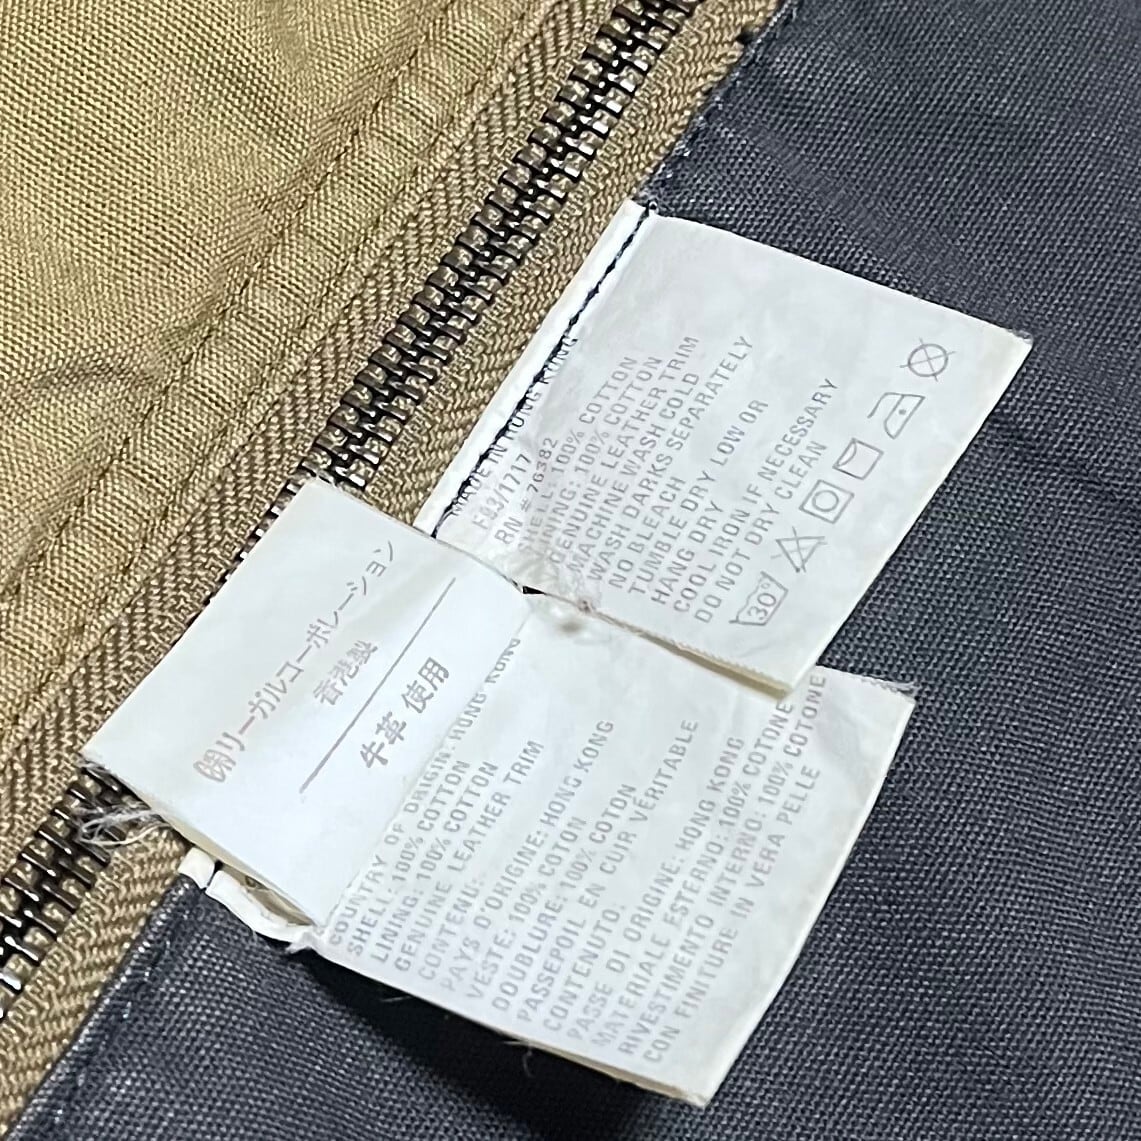 MADE IN HONG KONG
F93/1717
RN # 76382
SHELL: 100% COTTON
LINING: 100% COTTON
GENUINE LEATHER TRIM
MACHINE WASH COLD
WASH DARKS SEPARATELY
NO BLEACH
TUMBLE DRY LOW OR
HANG DRY
COOL IRON IF NECESSARY
DO NOT DRY CLEAN
30°
㈱リーガルコーポレーション
香港製
牛革 使用
COUNTRY OF ORIGIN: HONG KONG
SHELL: 100% COTTON
LINING: 100% COTTON
GENUINE LEATHER TRIM
CONTENU:
PAYS D'ORIGINE: HONG KONG
VESTE: 100% COTON
DOUBLURE: 100% COTON
PASSEPOIL EN CUIR VÉRITABLE
CONTENUTO:
PASE DI ORIGINE: HONG KONG
MATERIALE ESTERNO: 100% COTONE
RIVESTIMENTO INTERNO: 100% COTONE
CON FINITURE IN VERA PELLE